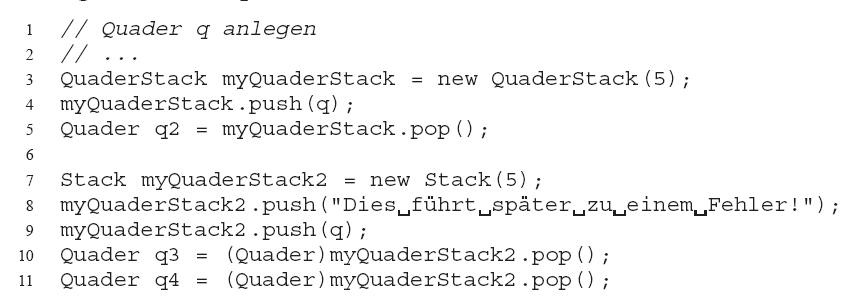 1 // Quader q anlegen
2 // ...
3 QuaderStack myQuaderStack = new QuaderStack(5);
4 myQuaderStack.push(q);
5 Quader q2 = myQuaderStack.pop();
6
7 Stack myQuaderStack2 = new Stack(5);
8 myQuaderStack2.push("Dies␣führt␣später␣zu␣einem␣Fehler!");
9 myQuaderStack2.push(q);
10 Quader q3 = (Quader)myQuaderStack2.pop();
11 Quader q4 = (Quader)myQuaderStack2.pop();